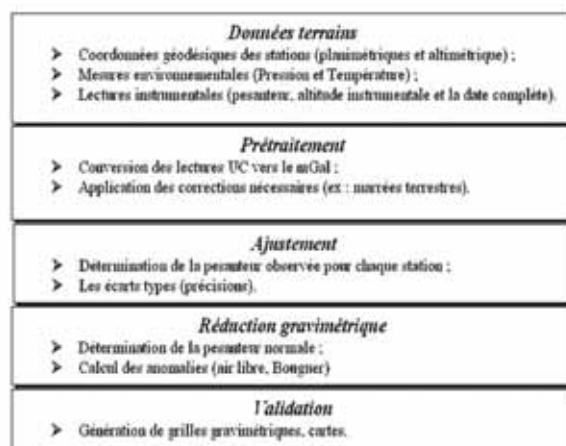 Données terrains
➤ Coordonnées géodésiques des stations (planimétriques et altimétrique) ;
➤ Mesures environnementales (Pression et Température) ;
➤ Lectures instrumentales (pesanteur, altitude instrumentale et la date complète).
Prétraitement
➤ Conversion des lectures UC vers le mGal ;
➤ Application des corrections nécessaires (ex : marrées terrestres).
Ajustement
➤ Détermination de la pesanteur observée pour chaque station ;
➤ Les écarts types (précisions).
Réduction gravimétrique
➤ Détermination de la pesanteur normale ;
➤ Calcul des anomalies (air libre, Bouguer)
Validation
➤ Génération de grilles gravimétriques, cartes.